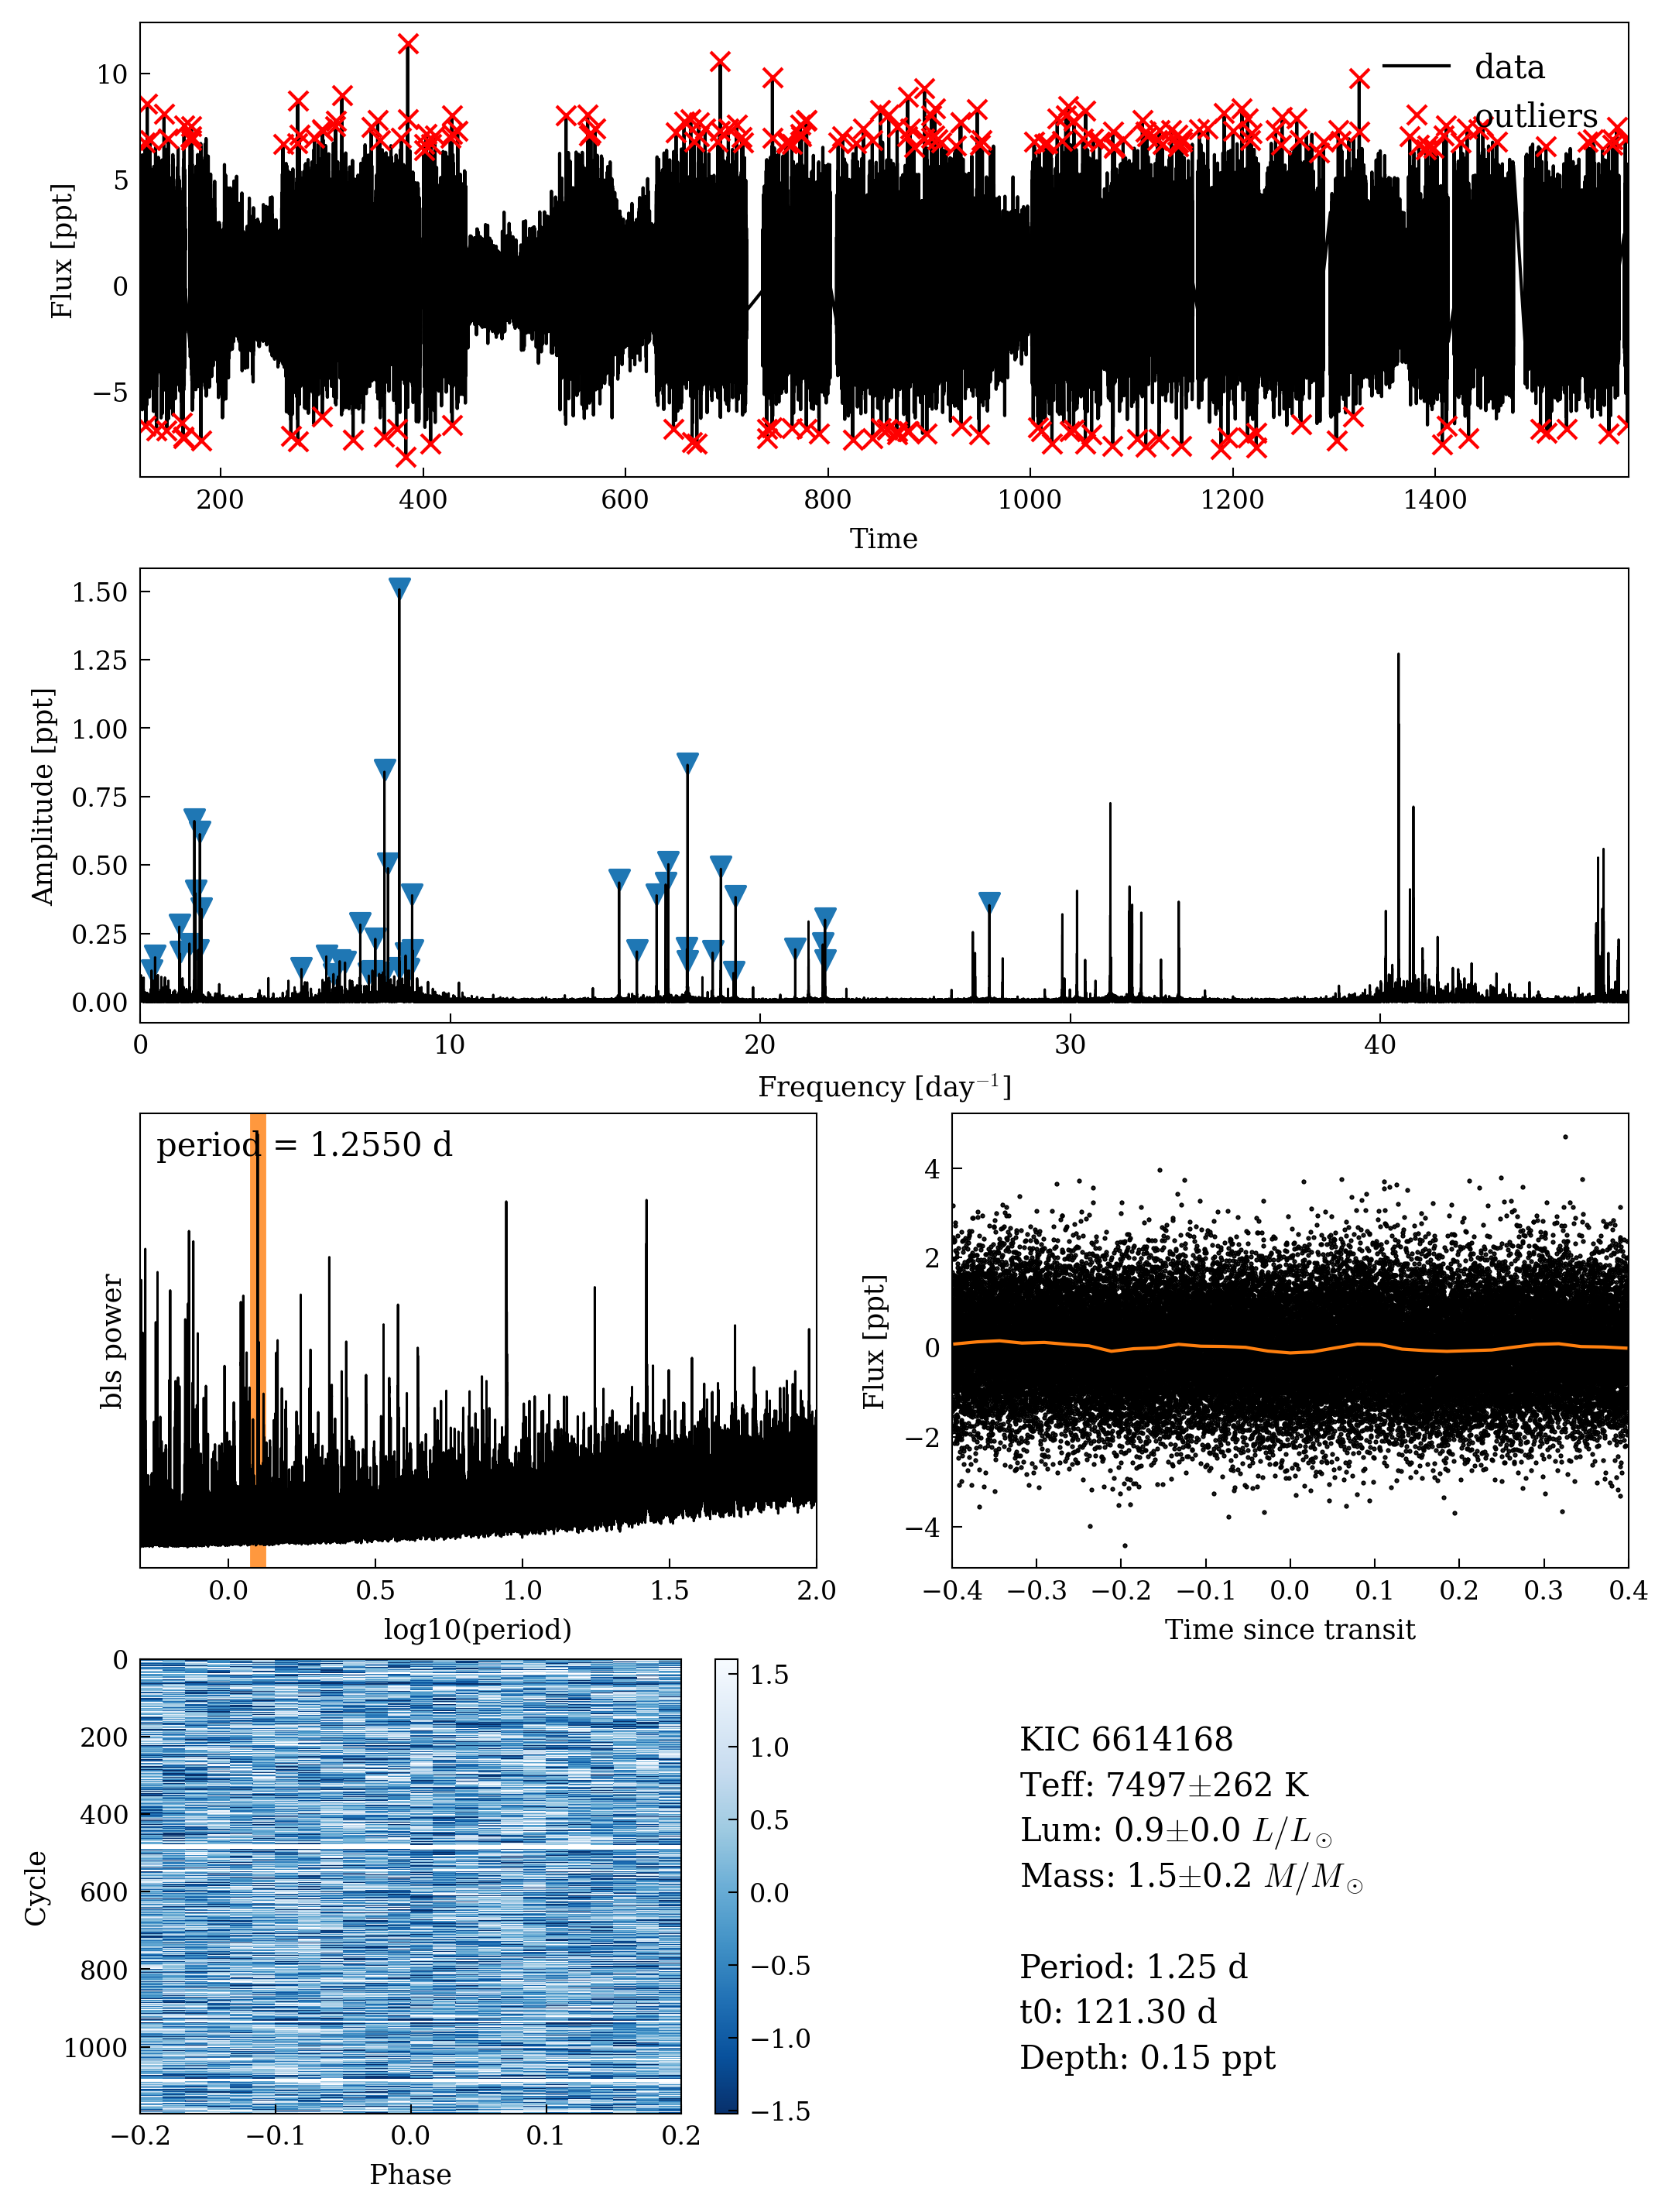 10
5
0
−5
Flux [ppt]
data
outliers
200 400 600 800 1000 1200 1400
Time
1.50
1.25
1.00
0.75
0.50
0.25
0.00
Amplitude [ppt]
0 10 20 30 40
Frequency [day⁻¹]
period = 1.2550 d
bls power
0.0 0.5 1.0 1.5 2.0
log10(period)
4
2
0
−2
−4
Flux [ppt]
−0.4 −0.3 −0.2 −0.1 0.0 0.1 0.2 0.3 0.4
Time since transit
0
200
400
600
800
1000
Cycle
−0.2 −0.1 0.0 0.1 0.2
Phase
1.5
1.0
0.5
0.0
−0.5
−1.0
−1.5
KIC 6614168
Teff: 7497±262 K
Lum: 0.9±0.0 L/L⊙
Mass: 1.5±0.2 M/M⊙
Period: 1.25 d
t0: 121.30 d
Depth: 0.15 ppt